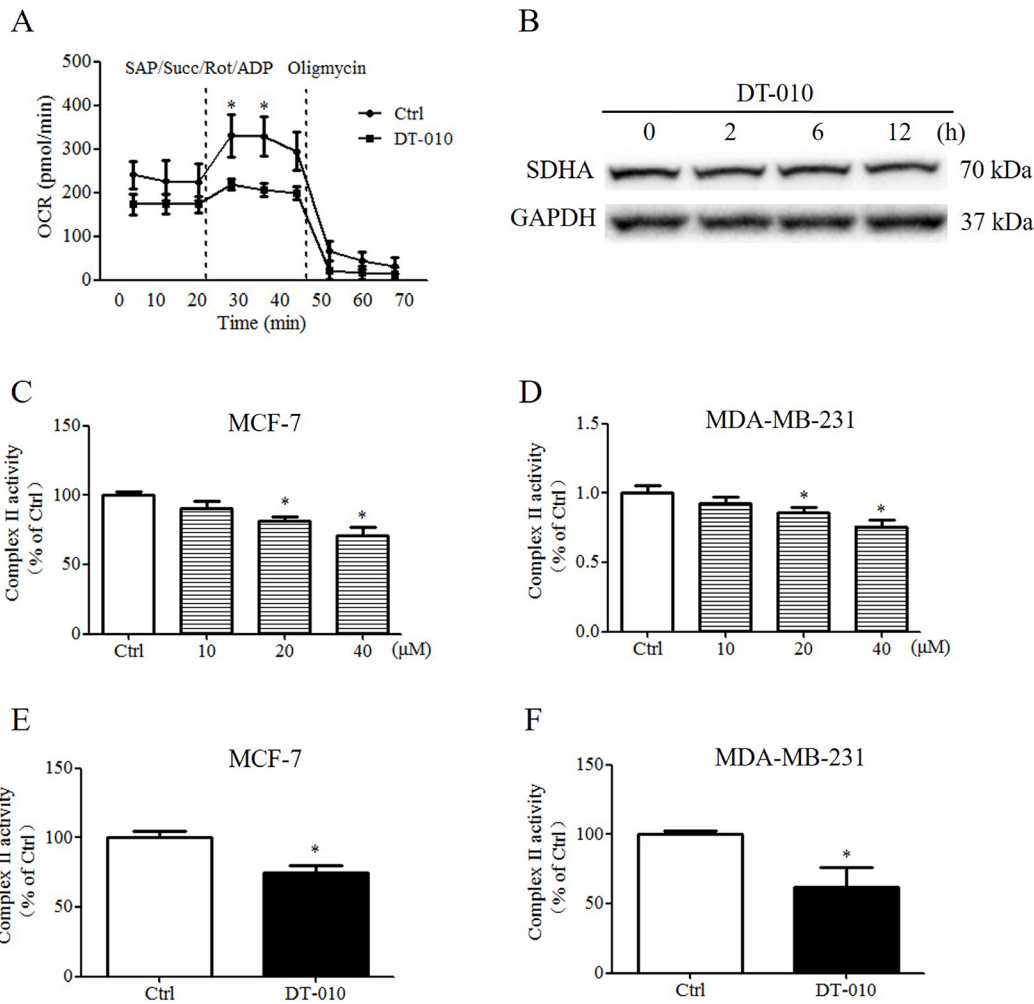 A
500
400
300
200
100
0
OCR (pmol/min)
SAP/Succ/Rot/ADP
Oligmycin
* *
Ctrl
DT-010
0 10 20 30 40 50 60 70
Time (min)
B
DT-010
0 2 6 12 (h)
SDHA 70 kDa
GAPDH 37 kDa
C
MCF-7
Complex II activity
(% of Ctrl)
150
100
50
0
* *
Ctrl 10 20 40 (μM)
D
MDA-MB-231
Complex II activity
(% of Ctrl)
1.5
1.0
0.5
0.0
* *
Ctrl 10 20 40 (μM)
E
MCF-7
Complex II activity
(% of Ctrl)
150
100
50
0
*
Ctrl DT-010
F
MDA-MB-231
Complex II activity
(% of Ctrl)
150
100
50
0
*
Ctrl DT-010